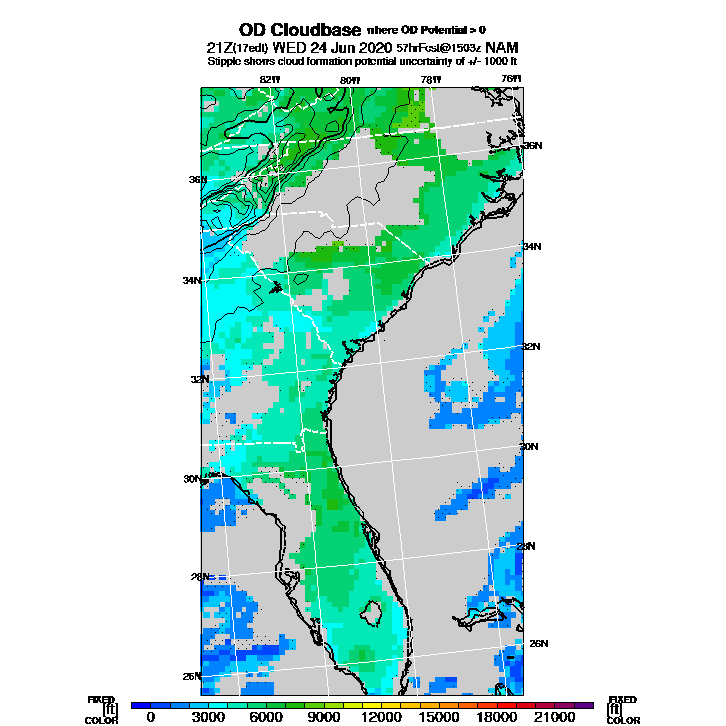 OD Cloudbase where OD Potential > 0
21Z(17edt) WED 24 Jun 2020 57hrFcst@1503z NAM
Stipple shows cloud formation potential uncertainty of +/- 1000 ft
82W 80W 78W 76W
36N
36N
34N
34N
32N
32N
30N
30N
28N
28N
26N
26N
FIXED FIXED
[ft] 0 3000 6000 9000 12000 15000 18000 21000 [ft]
COLOR COLOR